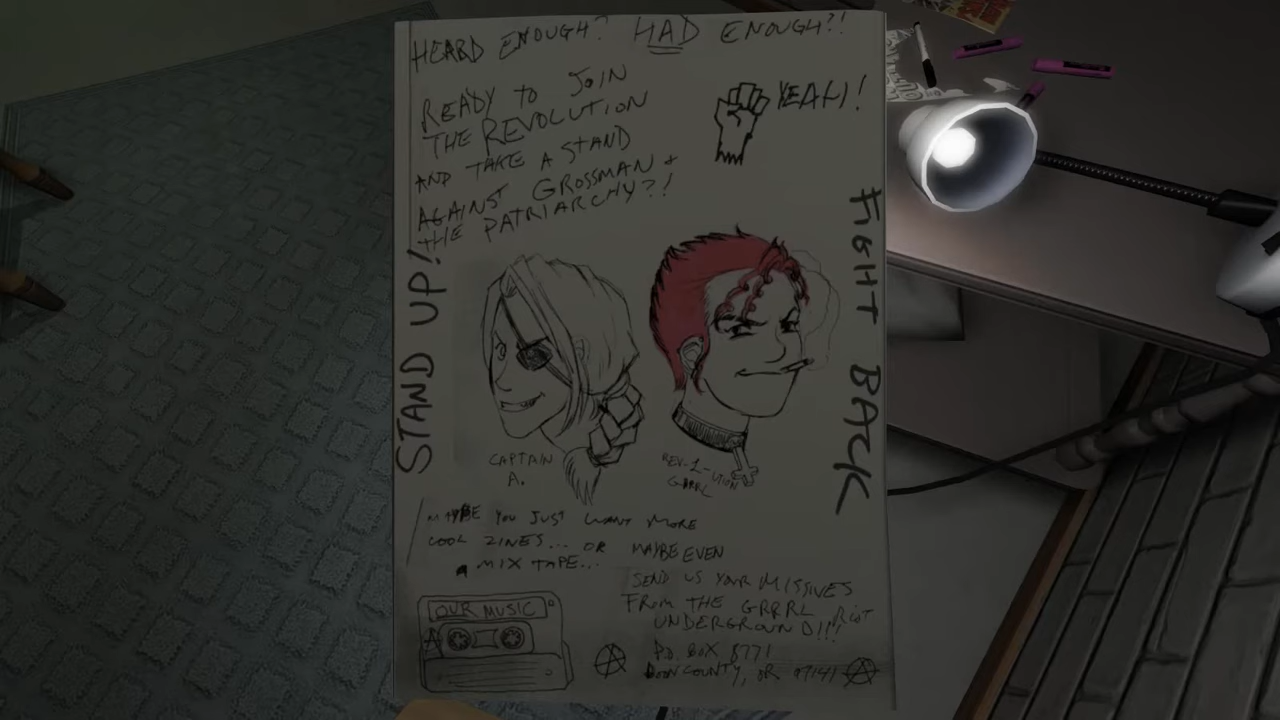 HEARD ENOUGH? HAD ENOUGH?!
READY TO JOIN
THE REVOLUTION
AND TAKE A STAND
AGAINST GROSSMAN +
THE PATRIARCHY?!
YEAH!
STAND UP!
FIGHT BACK
CAPTAIN
A.
REV-L-UTION
GRRRL
MAYBE YOU JUST WANT MORE
COOL ZINES... OR MAYBE EVEN
A MIX TAPE...
SEND US YOUR MISSIVES
FROM THE GRRRL RIOT
UNDERGROUND!!!
P.O. BOX 8771
BOON COUNTY, OR 97141
OUR MUSIC